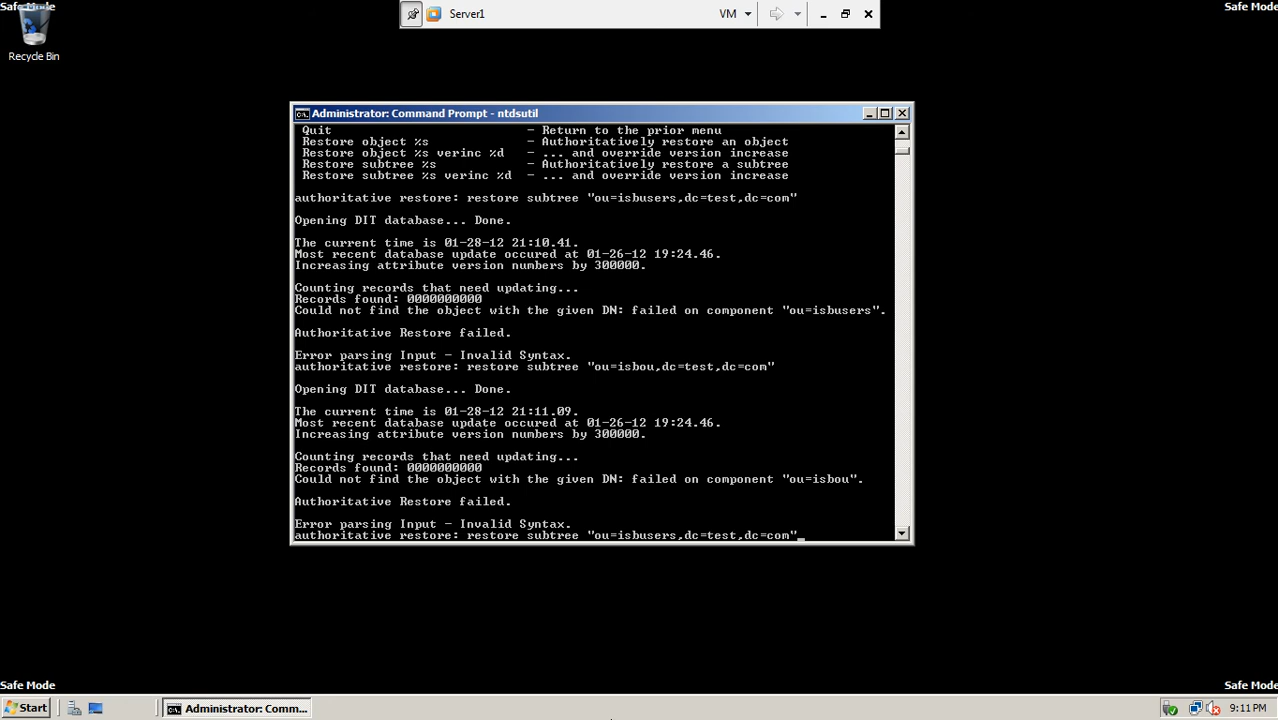 Safe Mode
Server1
VM
Safe Mode
Recycle Bin
Administrator: Command Prompt - ntdsutil
Quit - Return to the prior menu
Restore object %s - Authoritatively restore an object
Restore object %s verinc %d - ... and override version increase
Restore subtree %s - Authoritatively restore a subtree
Restore subtree %s verinc %d - ... and override version increase
authoritative restore: restore subtree "ou=isbusers,dc=test,dc=com"
Opening DIT database... Done.
The current time is 01-28-12 21:10.41.
Most recent database update occured at 01-26-12 19:24.46.
Increasing attribute version numbers by 300000.
Counting records that need updating...
Records found: 0000000000
Could not find the object with the given DN: failed on component "ou=isbusers".
Authoritative Restore failed.
Error parsing Input - Invalid Syntax.
authoritative restore: restore subtree "ou=isbou,dc=test,dc=com"
Opening DIT database... Done.
The current time is 01-28-12 21:11.09.
Most recent database update occured at 01-26-12 19:24.46.
Increasing attribute version numbers by 300000.
Counting records that need updating...
Records found: 0000000000
Could not find the object with the given DN: failed on component "ou=isbou".
Authoritative Restore failed.
Error parsing Input - Invalid Syntax.
authoritative restore: restore subtree "ou=isbusers,dc=test,dc=com"_
Safe Mode
Safe Mode
Start
Administrator: Comm...
9:11 PM